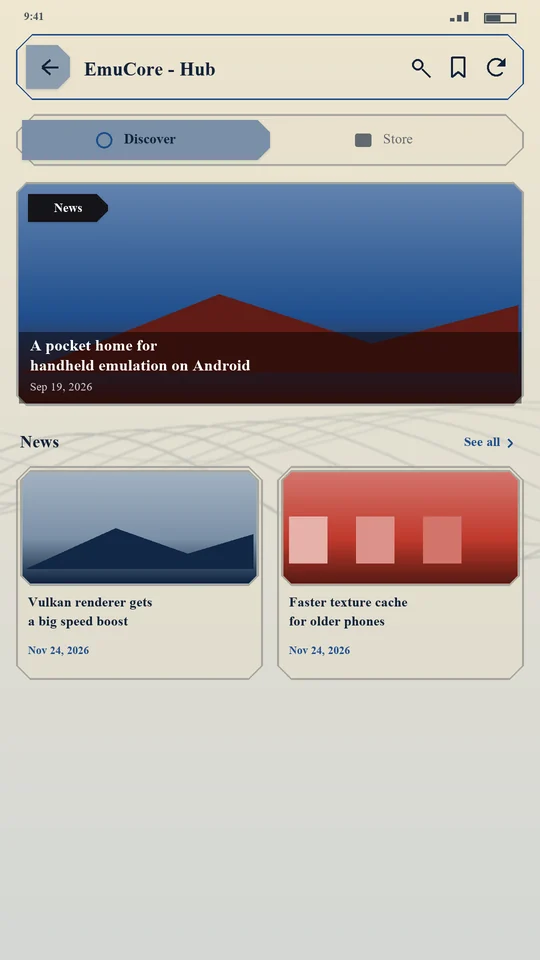 9:41
EmuCore - Hub
Discover
Store
News
A pocket home for
handheld emulation on Android
Sep 19, 2026
News
See all
Vulkan renderer gets
a big speed boost
Nov 24, 2026
Faster texture cache
for older phones
Nov 24, 2026